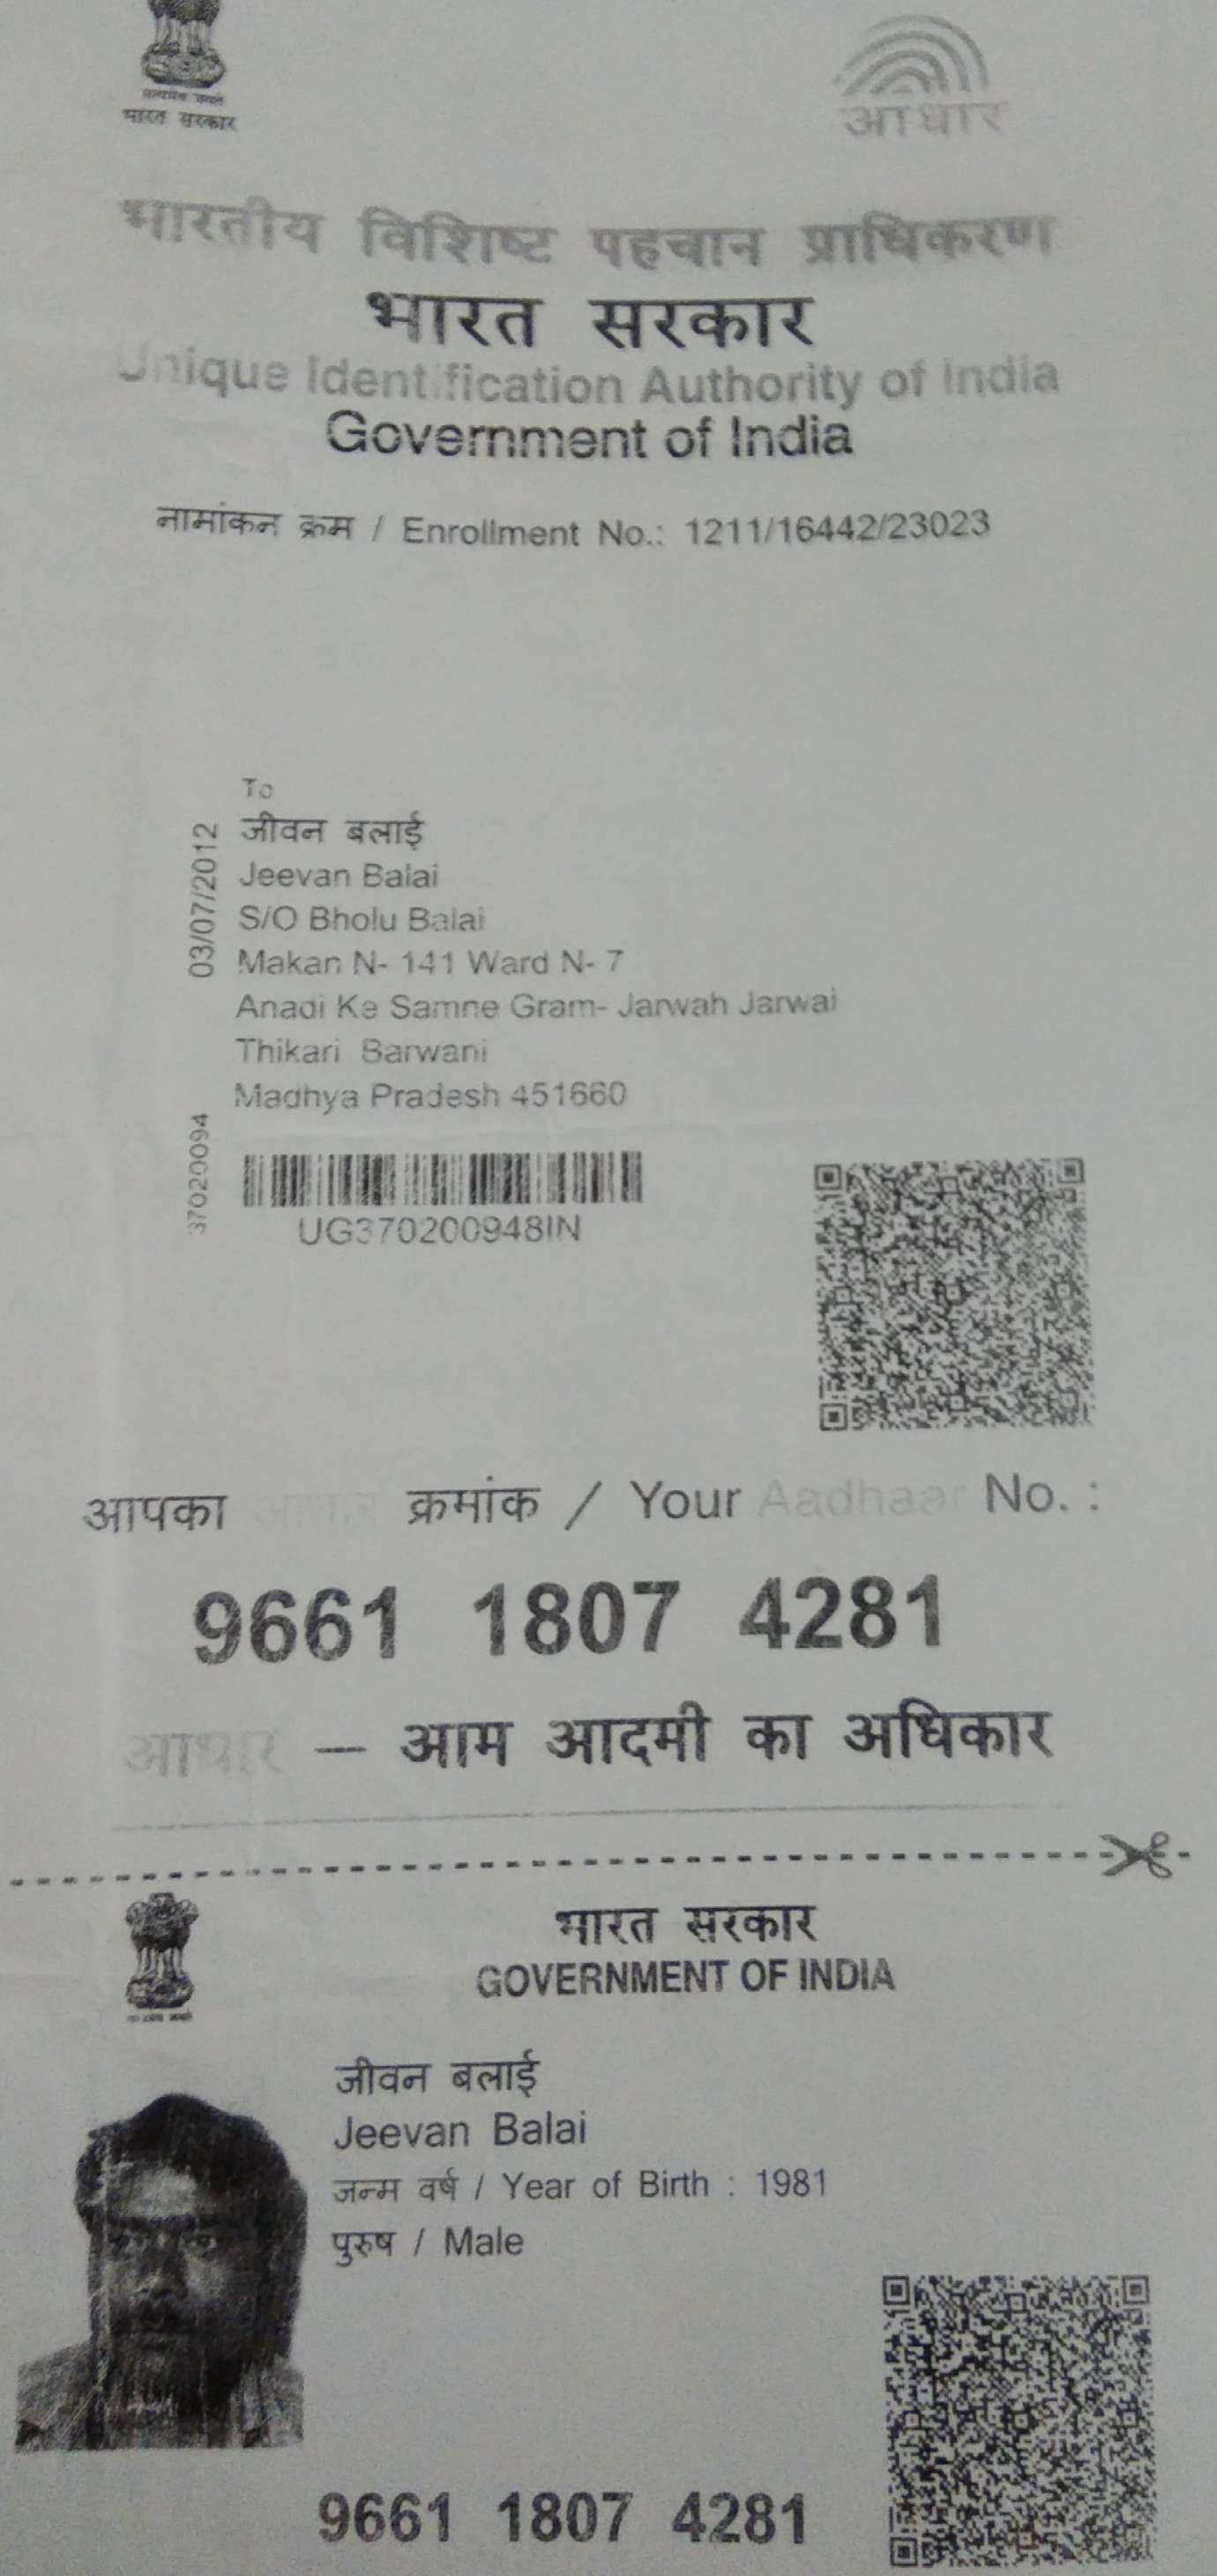 सत्यमेव जयते
भारत सरकार
आधार
भारतीय विशिष्ट पहचान प्राधिकरण
भारत सरकार
Unique Identification Authority of India
Government of India
नामांकन क्रम / Enrollment No.: 1211/16442/23023
To
जीवन बलाई
Jeevan Balai
S/O Bholu Balai
Makan N- 141 Ward N- 7
Anadi Ke Samne Gram- Jarwah Jarwai
Thikari Barwani
Madhya Pradesh 451660
03/07/2012
37020094
UG370200948IN
आपका आधार क्रमांक / Your Aadhaar No. :
9661 1807 4281
आधार — आम आदमी का अधिकार
भारत सरकार
GOVERNMENT OF INDIA
जीवन बलाई
Jeevan Balai
जन्म वर्ष / Year of Birth : 1981
पुरुष / Male
9661 1807 4281